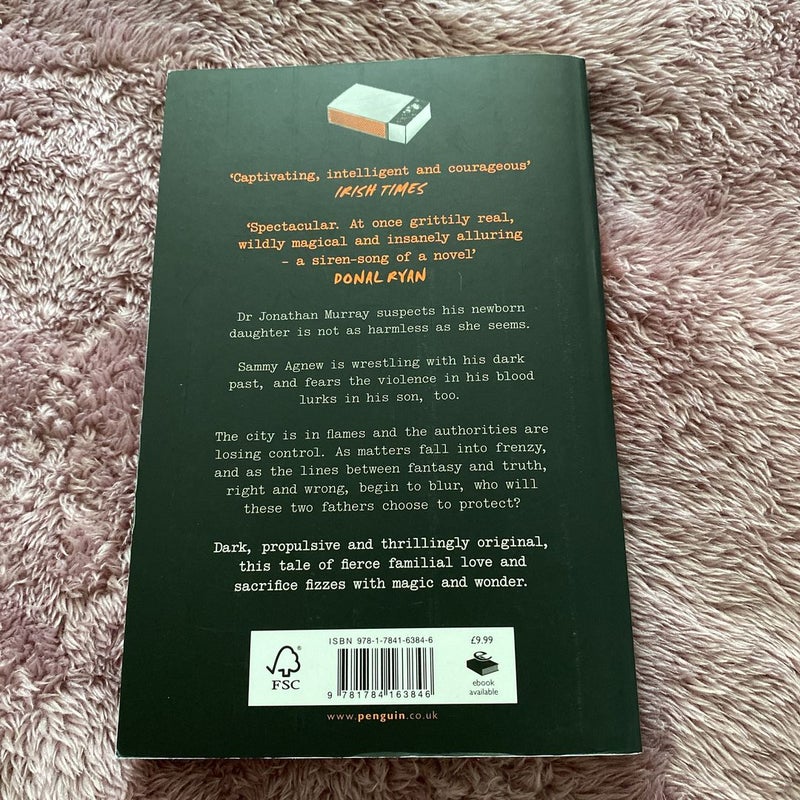 ‘Captivating, intelligent and courageous’
IRISH TIMES
‘Spectacular. At once grittily real,
wildly magical and insanely alluring
– a siren-song of a novel’
DONAL RYAN
Dr Jonathan Murray suspects his newborn
daughter is not as harmless as she seems.
Sammy Agnew is wrestling with his dark
past, and fears the violence in his blood
lurks in his son, too.
The city is in flames and the authorities are
losing control. As matters fall into frenzy,
and as the lines between fantasy and truth,
right and wrong, begin to blur, who will
these two fathers choose to protect?
Dark, propulsive and thrillingly original,
this tale of fierce familial love and
sacrifice fizzes with magic and wonder.
ISBN 978-1-7841-6384-6
£9.99
FSC
®
9 781784 163846
ebook
available
www.penguin.co.uk